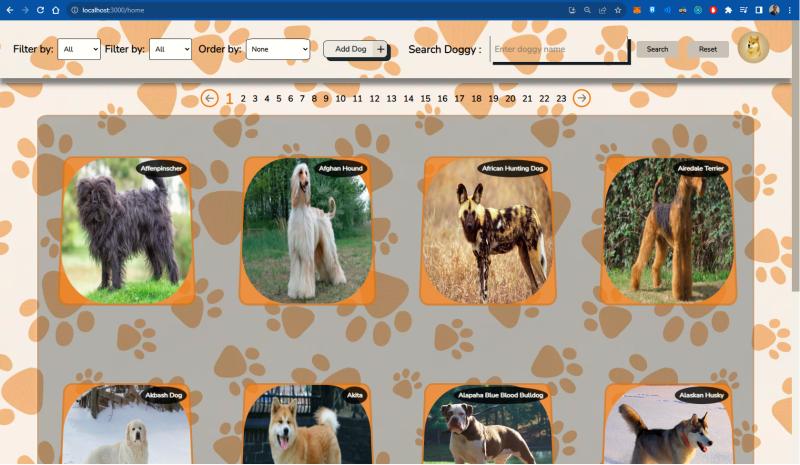 localhost:3000/home
Filter by: All Filter by: All Order by: None Add Dog + Search Doggy : Enter doggy name Search Reset
1 2 3 4 5 6 7 8 9 10 11 12 13 14 15 16 17 18 19 20 21 22 23
Affenpinscher Afghan Hound African Hunting Dog Airedale Terrier
Akbash Dog Akita Alapaha Blue Blood Bulldog Alaskan Husky